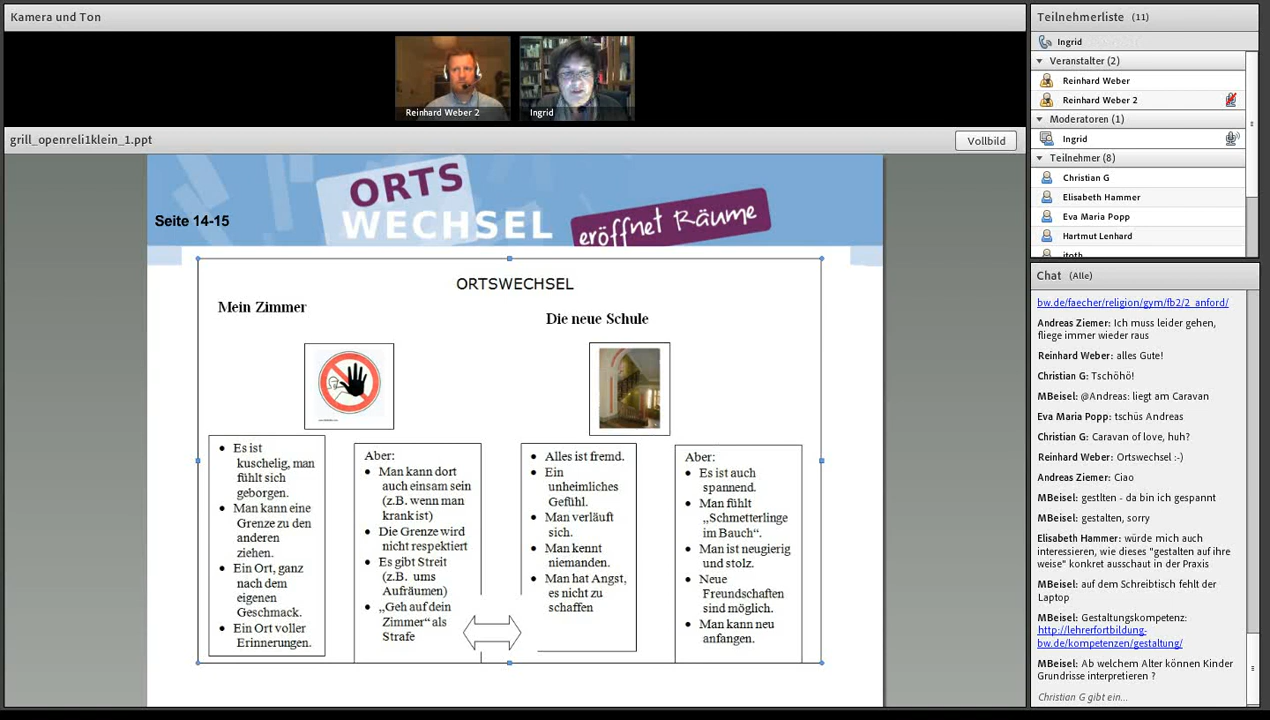 Kamera und Ton
Reinhard Weber 2
Ingrid
grill_openreli1klein_1.ppt
Vollbild
Seite 14-15
ORTS
WECHSEL
eröffnet Räume
ORTSWECHSEL
Mein Zimmer
Die neue Schule
• Es ist
kuschelig, man
fühlt sich
geborgen.
• Man kann eine
Grenze zu den
anderen
ziehen.
• Ein Ort, ganz
nach dem
eigenen
Geschmack.
• Ein Ort voller
Erinnerungen.
Aber:
• Man kann dort
auch einsam sein
(z.B. wenn man
krank ist)
• Die Grenze wird
nicht respektiert
• Es gibt Streit
(z.B. ums
Aufräumen)
• „Geh auf dein
Zimmer“ als
Strafe
• Alles ist fremd.
• Ein
unheimliches
Gefühl.
• Man verläuft
sich.
• Man kennt
niemanden.
• Man hat Angst,
es nicht zu
schaffen
Aber:
• Es ist auch
spannend.
• Man fühlt
„Schmetterlinge
im Bauch“.
• Man ist neugierig
und stolz.
• Neue
Freundschaften
sind möglich.
• Man kann neu
anfangen.
Teilnehmerliste (11)
Ingrid
Veranstalter (2)
Reinhard Weber
Reinhard Weber 2
Moderatoren (1)
Ingrid
Teilnehmer (8)
Christian G
Elisabeth Hammer
Eva Maria Popp
Hartmut Lenhard
itoth
Chat (Alle)
bw.de/faecher/religion/gym/fb2/2_anford/
Andreas Ziemer: Ich muss leider gehen,
fliege immer wieder raus
Reinhard Weber: alles Gute!
Christian G: Tschöhö!
MBeisel: @Andreas: liegt am Caravan
Eva Maria Popp: tschüs Andreas
Christian G: Caravan of love, huh?
Reinhard Weber: Ortswechsel :-)
Andreas Ziemer: Ciao
MBeisel: gestlten - da bin ich gespannt
MBeisel: gestalten, sorry
Elisabeth Hammer: würde mich auch
interessieren, wie dieses "gestalten auf ihre
weise" konkret ausschaut in der Praxis
MBeisel: auf dem Schreibtisch fehlt der
Laptop
MBeisel: Gestaltungskompetenz:
http://lehrerfortbildung-
bw.de/kompetenzen/gestaltung/
MBeisel: Ab welchem Alter können Kinder
Grundrisse interpretieren ?
Christian G gibt ein...